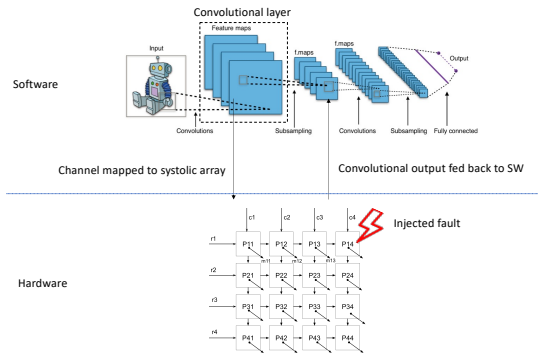 Convolutional layer
Input
Feature maps
f.maps
f.maps
Output
Software
Convolutions
Subsampling
Convolutions
Subsampling
Fully connected
Channel mapped to systolic array
Convolutional output fed back to SW
c1
c2
c3
c4
Injected fault
r1
P11
P12
P13
P14
m11
m12
m13
r2
P21
P22
P23
P24
Hardware
r3
P31
P32
P33
P34
r4
P41
P42
P43
P44